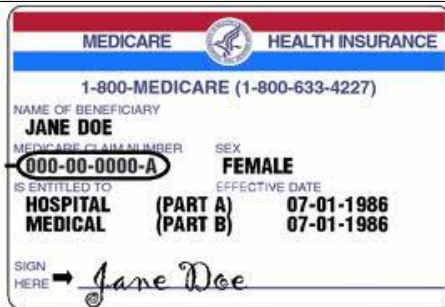 MEDICARE HEALTH INSURANCE
1-800-MEDICARE (1-800-633-4227)
NAME OF BENEFICIARY
JANE DOE
MEDICARE CLAIM NUMBER SEX
000-00-0000-A FEMALE
IS ENTITLED TO EFFECTIVE DATE
HOSPITAL (PART A) 07-01-1986
MEDICAL (PART B) 07-01-1986
SIGN
HERE Jane Doe